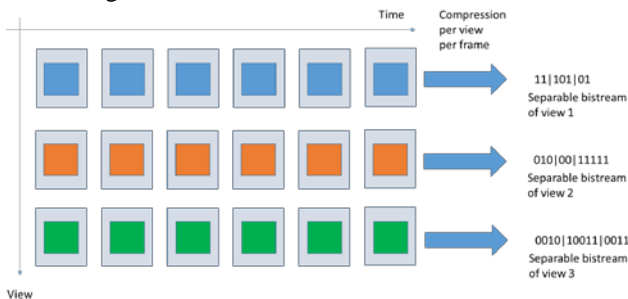 Time
Compression
per view
per frame
11|101|01
Separable bistream
of view 1
010|00|11111
Separable bistream
of view 2
0010|10011|0011
Separable bistream
of view 3
View